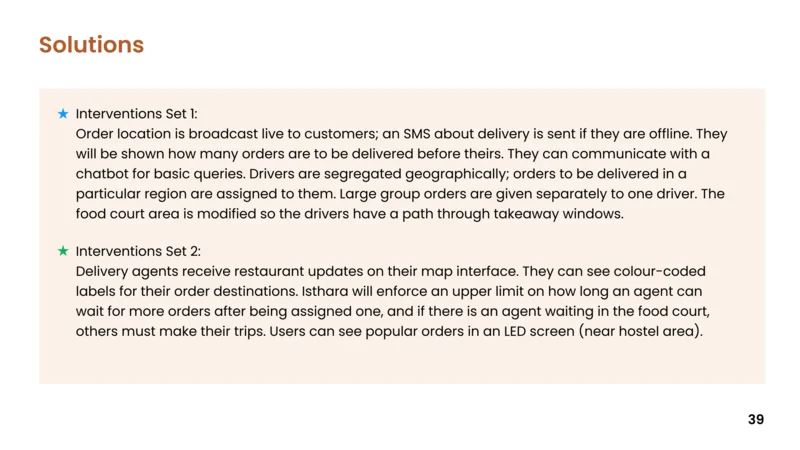 Solutions
Interventions Set 1:
Order location is broadcast live to customers; an SMS about delivery is sent if they are offline. They
will be shown how many orders are to be delivered before theirs. They can communicate with a
chatbot for basic queries. Drivers are segregated geographically; orders to be delivered in a
particular region are assigned to them. Large group orders are given separately to one driver. The
food court area is modified so the drivers have a path through takeaway windows.
Interventions Set 2:
Delivery agents receive restaurant updates on their map interface. They can see colour-coded
labels for their order destinations. Isthara will enforce an upper limit on how long an agent can
wait for more orders after being assigned one, and if there is an agent waiting in the food court,
others must make their trips. Users can see popular orders in an LED screen (near hostel area).
39